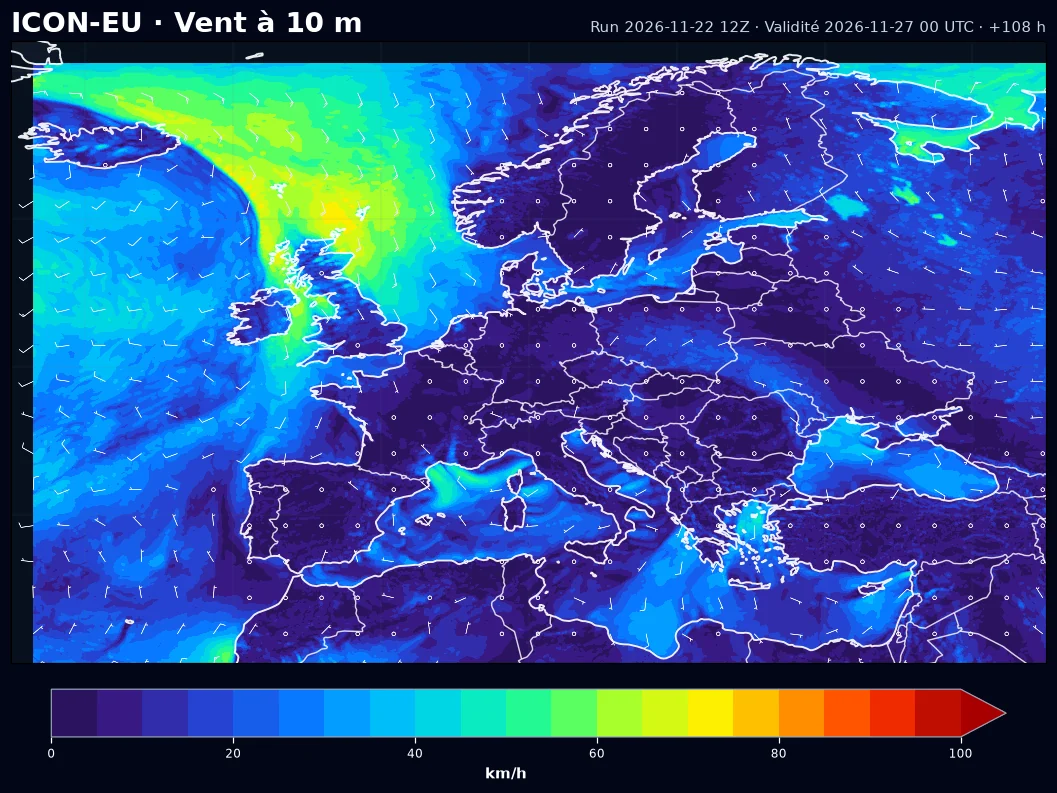 ICON-EU · Vent à 10 m
Run 2026-11-22 12Z · Validité 2026-11-27 00 UTC · +108 h
0 20 40 60 80 100
km/h